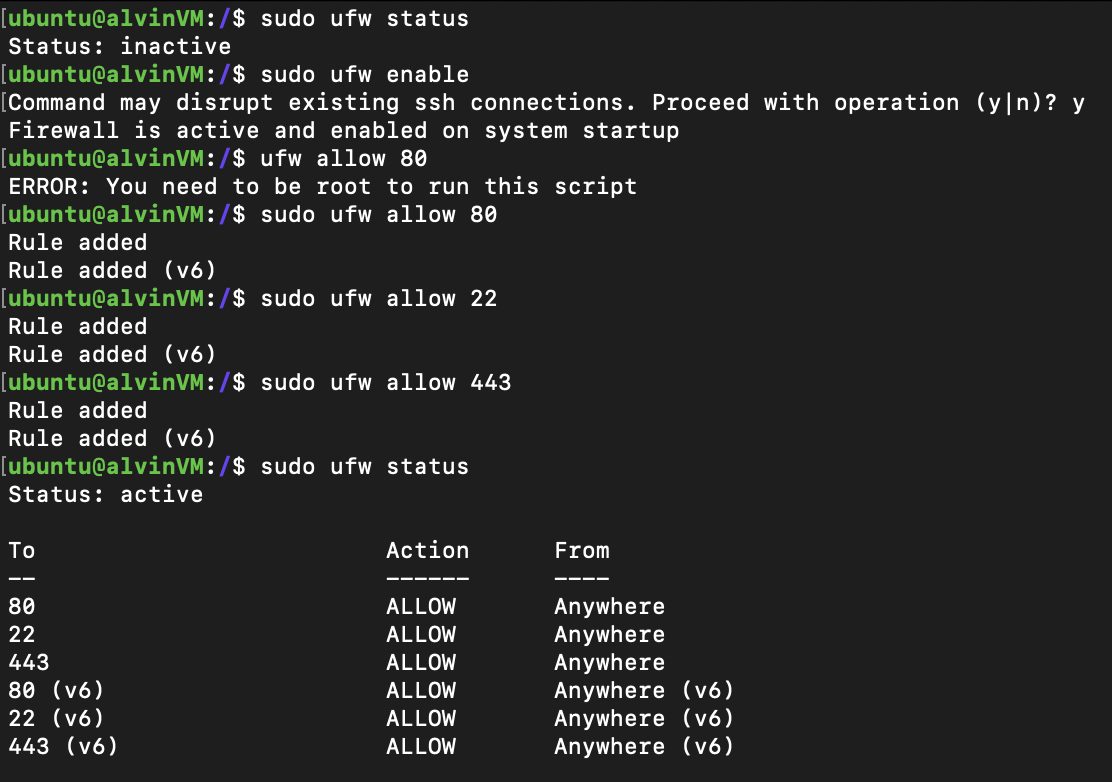 [ubuntu@alvinVM:/$ sudo ufw status
Status: inactive
[ubuntu@alvinVM:/$ sudo ufw enable
[Command may disrupt existing ssh connections. Proceed with operation (y|n)? y
Firewall is active and enabled on system startup
[ubuntu@alvinVM:/$ ufw allow 80
ERROR: You need to be root to run this script
[ubuntu@alvinVM:/$ sudo ufw allow 80
Rule added
Rule added (v6)
[ubuntu@alvinVM:/$ sudo ufw allow 22
Rule added
Rule added (v6)
[ubuntu@alvinVM:/$ sudo ufw allow 443
Rule added
Rule added (v6)
[ubuntu@alvinVM:/$ sudo ufw status
Status: active
To Action From
-- ------ ----
80 ALLOW Anywhere
22 ALLOW Anywhere
443 ALLOW Anywhere
80 (v6) ALLOW Anywhere (v6)
22 (v6) ALLOW Anywhere (v6)
443 (v6) ALLOW Anywhere (v6)